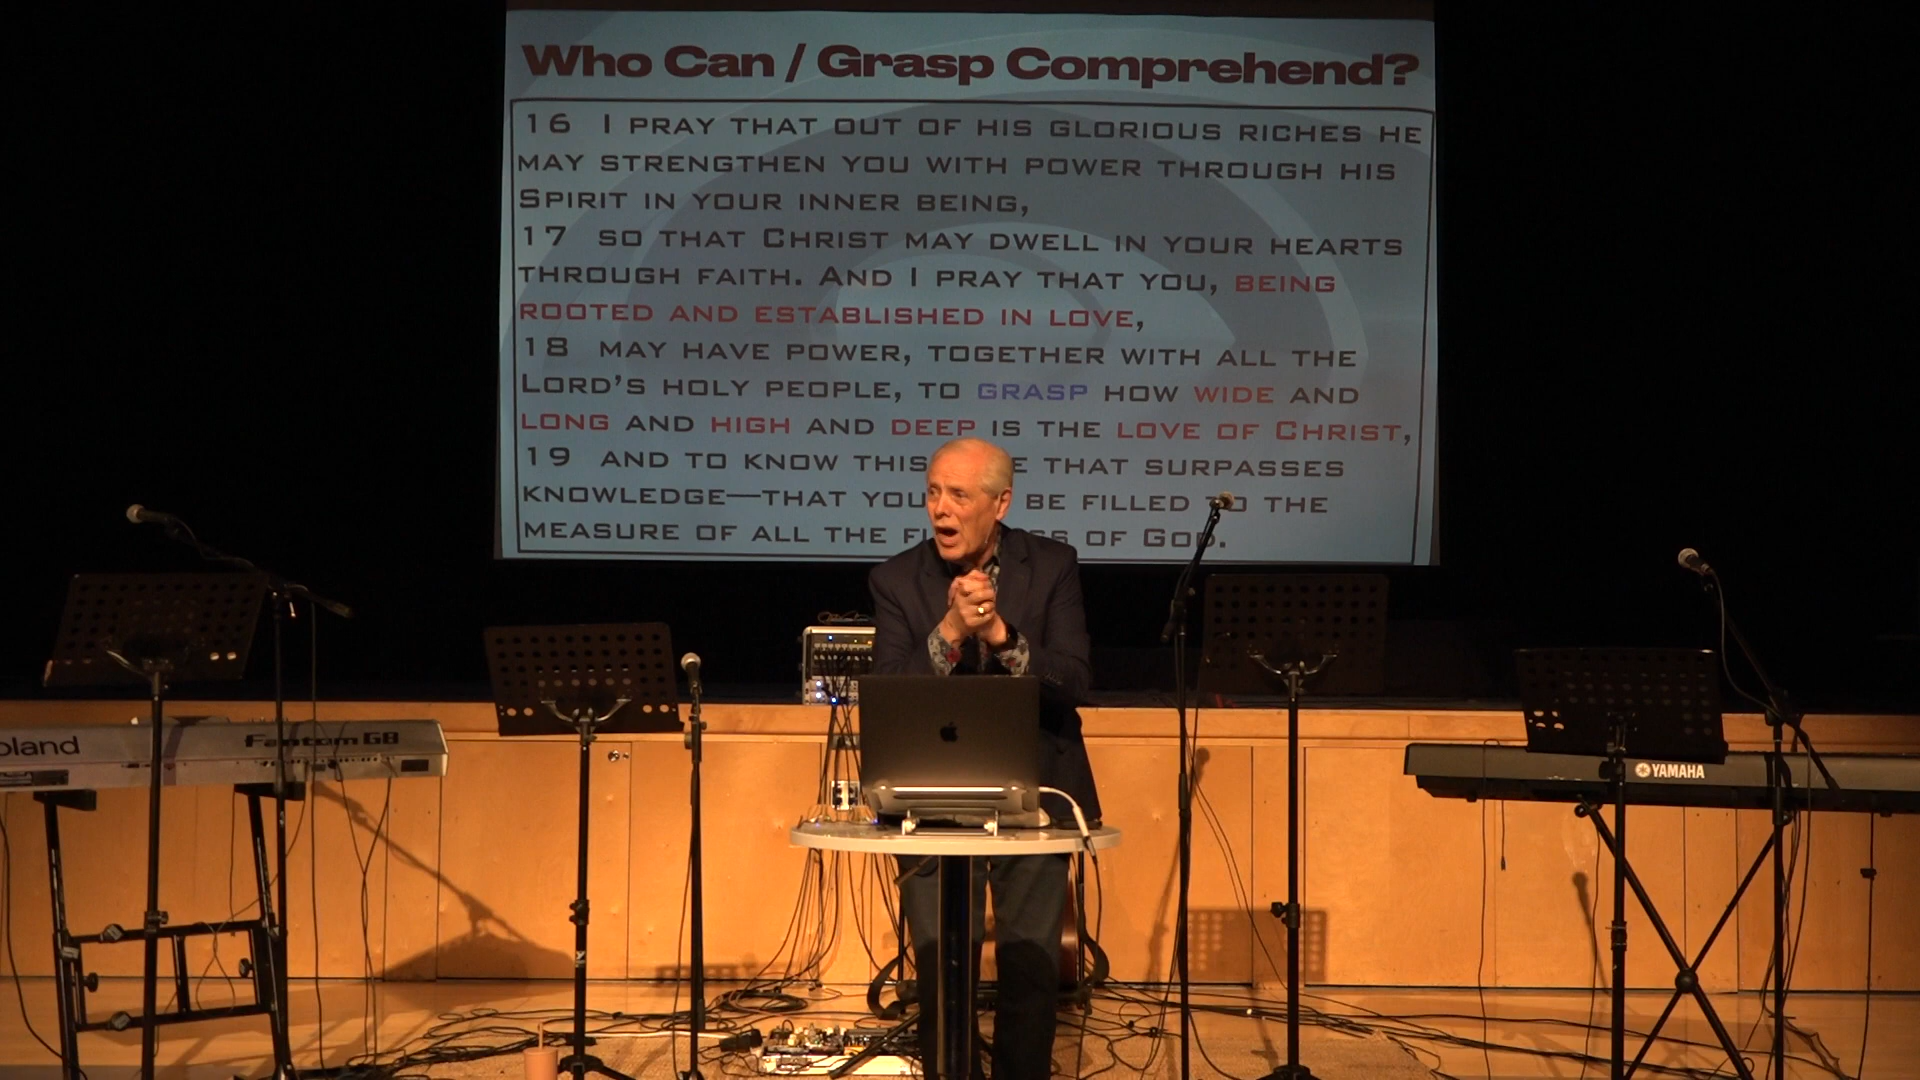 Who Can / Grasp Comprehend?
16 I PRAY THAT OUT OF HIS GLORIOUS RICHES HE
MAY STRENGTHEN YOU WITH POWER THROUGH HIS
SPIRIT IN YOUR INNER BEING,
17 SO THAT CHRIST MAY DWELL IN YOUR HEARTS
THROUGH FAITH. AND I PRAY THAT YOU, BEING
ROOTED AND ESTABLISHED IN LOVE,
18 MAY HAVE POWER, TOGETHER WITH ALL THE
LORD'S HOLY PEOPLE, TO GRASP HOW WIDE AND
LONG AND HIGH AND DEEP IS THE LOVE OF CHRIST,
19 AND TO KNOW THIS THAT SURPASSES
KNOWLEDGE—THAT YOU BE FILLED TO THE
MEASURE OF ALL THE OF GOD.
oland Fantom G8
YAMAHA